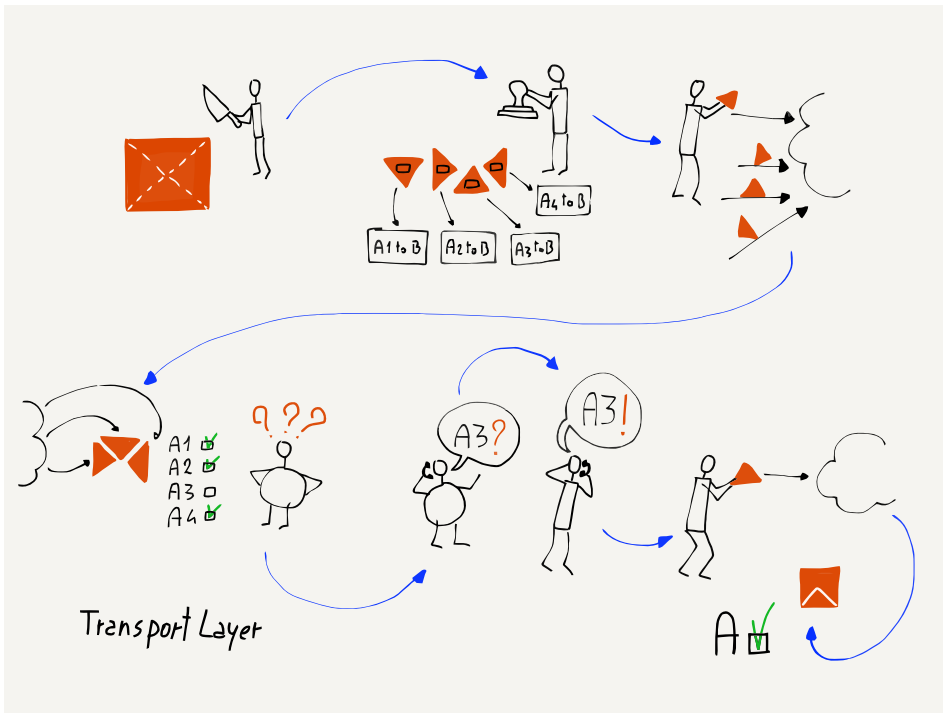 A1 to B
A2 to B
A3 to B
A4 to B
A1
A2
A3
A4
? ? ?
A3?
A3!
Transport Layer
A